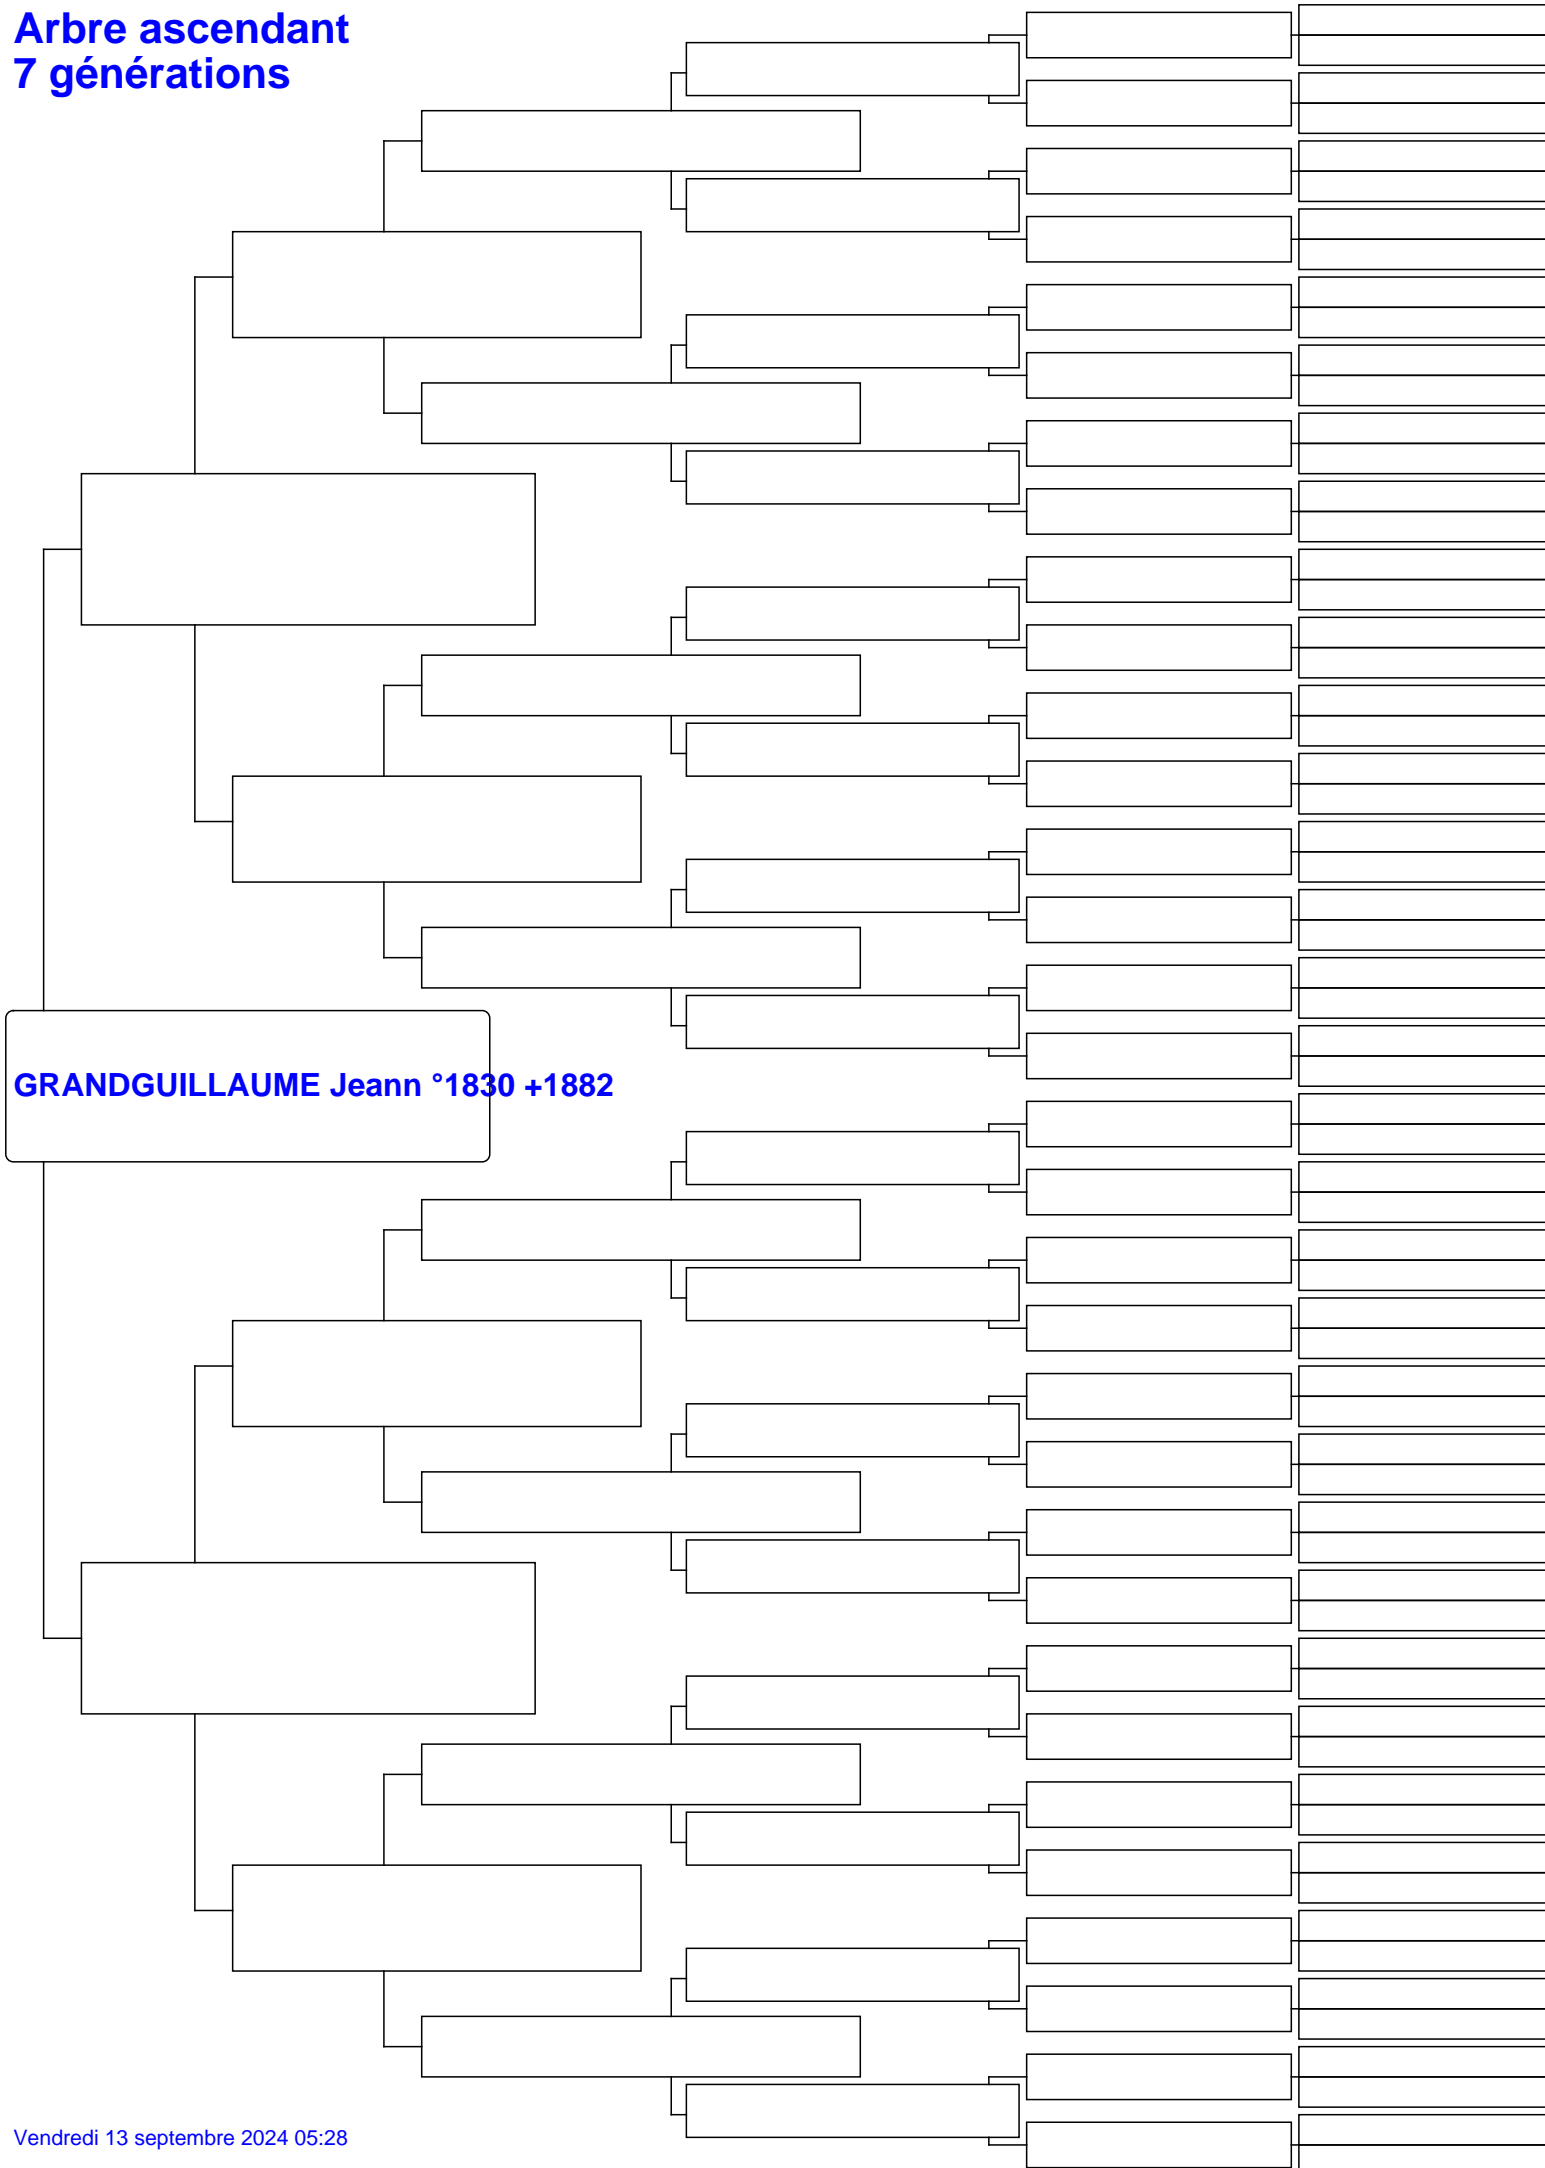 Arbre ascendant
7 générations
GRANDGUILLAUME Jeann °1830 +1882
Vendredi 13 septembre 2024 05:28